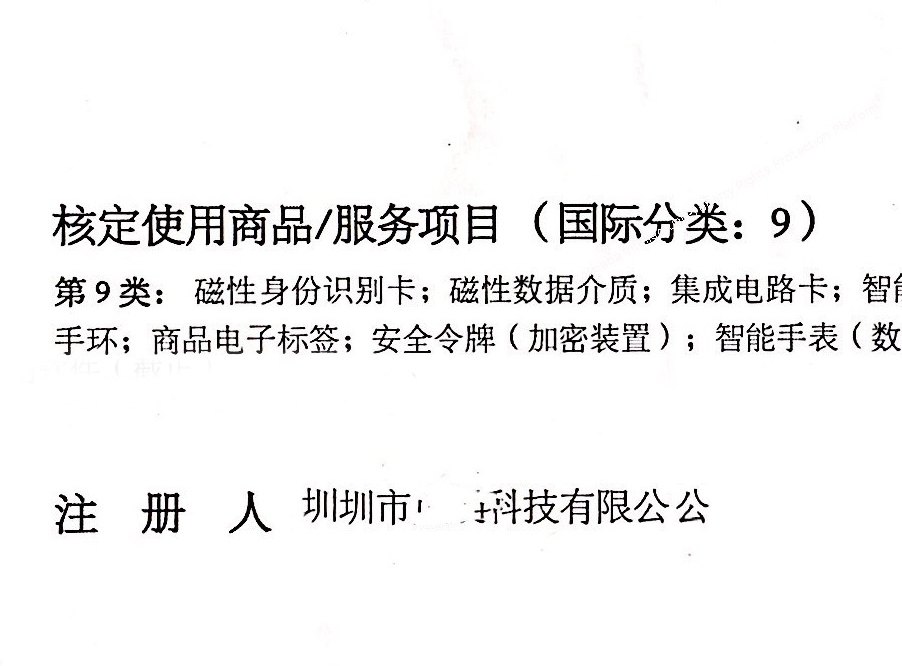 核定使用商品/服务项目（国际分类：9）
第9类：磁性身份识别卡；磁性数据介质；集成电路卡；智能
手环；商品电子标签；安全令牌（加密装置）；智能手表（数
注 册 人 圳圳市 科技有限公公